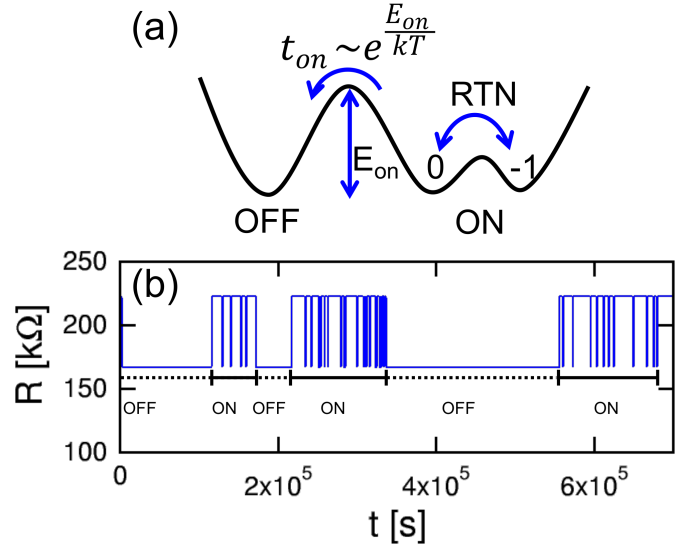 (a)
t_on ~ e^(E_on/kT)
RTN
E_on
0
-1
OFF
ON
(b)
R [kΩ]
250
200
150
100
OFF
ON
OFF
ON
OFF
ON
0
2x10^5
4x10^5
6x10^5
t [s]